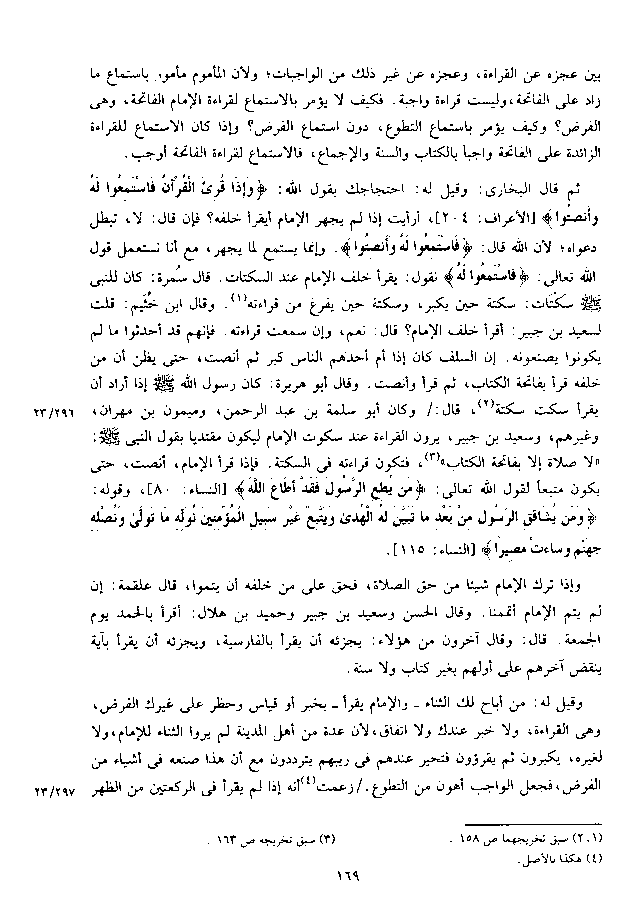 بين عجزه عن القراءة، وعجزه عن غير ذلك من الواجبات؛ ولأن المأموم مأمور باستماع ما
زاد على الفاتحة، وليست قراءة واجبة. فكيف لا يؤمر بالاستماع لقراءة الإمام الفاتحة، وهى
الفرض؟ وكيف يؤمر باستماع التطوع، دون استماع الفرض؟ وإذا كان الاستماع للقراءة
الزائدة على الفاتحة واجباً بالكتاب والسنة والإجماع، فالاستماع لقراءة الفاتحة أوجب.
ثم قال البخارى: وقيل له: احتجاجك بقول الله: ﴿وَإِذَا قُرِئَ الْقُرْآنُ فَاسْتَمِعُوا لَهُ
وَأَنصِتُوا﴾ [الأعراف: ٢٠٤]، أرأيت إذا لم يجهر الإمام أيقرأ خلفه؟ فإن قال: لا، تبطل
دعواه؛ لأن الله قال: ﴿فَاسْتَمِعُوا لَهُ وَأَنصِتُوا﴾. وإنما يستمع لما يجهر، مع أنا نستعمل قول
الله تعالى: ﴿فَاسْتَمِعُوا لَهُ﴾ نقول: يقرأ خلف الإمام عند السكتات. قال سمُرة: كان للنبى
ﷺ سكتات: سكتة حين يكبر، وسكتة حين يفرغ من قراءته(١). وقال ابن خُثَيم: قلت
لسعيد بن جبير: أقرأ خلف الإمام؟ قال: نعم، وإن سمعت قراءته. فإنهم قد أحدثوا ما لم
يكونوا يصنعونه. إن السلف كان إذا أم أحدهم الناس كبر ثم أنصت، حتى يظن أن من
خلفه قرأ بفاتحة الكتاب، ثم قرأ وأنصت. وقال أبو هريرة: كان رسول الله ﷺ إذا أراد أن
يقرأ سكت سكتة(٢)، قال:/ وكان أبو سلمة بن عبد الرحمن، وميمون بن مهران، ٢٣/٢٩٦
وغيرهم، وسعيد بن جبير، يرون القراءة عند سكوت الإمام ليكون مقتديا بقول النبى ﷺ:
«لا صلاة إلا بفاتحة الكتاب»(٣)، فتكون قراءته فى السكتة. فإذا قرأ الإمام، أنصت، حتى
يكون متبعاً لقول الله تعالى: ﴿مَن يُطِعِ الرَّسُولَ فَقَدْ أَطَاعَ اللَّهَ﴾ [النساء: ٨٠]، وقوله:
﴿وَمَن يُشَاقِقِ الرَّسُولَ مِنْ بَعْدِ مَا تَبَيَّنَ لَهُ الْهُدَىٰ وَيَتَّبِعْ غَيْرَ سَبِيلِ الْمُؤْمِنِينَ نُوَلِّهِ مَا تَوَلَّىٰ وَنُصْلِهِ
جَهَنَّمَ وَسَاءَتْ مَصِيرًا﴾ [النساء: ١١٥].
وإذا ترك الإمام شيئا من حق الصلاة، فحق على من خلفه أن يتموا، قال علقمة: إن
لم يتم الإمام أتممنا. وقال الحسن وسعيد بن جبير وحميد بن هلال: أقرأ بالحمد يوم
الجمعة. قال: وقال آخرون من هؤلاء: يجزئه أن يقرأ بالفارسية، ويجزئه أن يقرأ بآية
ينقض آخرهم على أولهم بغير كتاب ولا سنة.
وقيل له: من أباح لك الثناء ـ والإمام يقرأ ـ بخبر أو قياس وحظر على غيرك الفرض،
وهى القراءة، ولا خبر عندك ولا اتفاق، لأن عدة من أهل المدينة لم يروا الثناء للإمام، ولا
لغيره، يكبرون ثم يقرؤون فتحير عندهم فى ريبهم يترددون مع أن هذا صنعه فى أشياء من
الفرض، فجعل الواجب أهون من التطوع./ زعمت(٤)أنه إذا لم يقرأ فى الركعتين من الظهر ٢٣/٢٩٧
(١، ٢) سبق تخريجهما ص ١٥٨. (٣) سبق تخريجه ص ١٦٣.
(٤) هكذا بالأصل.
١٦٩